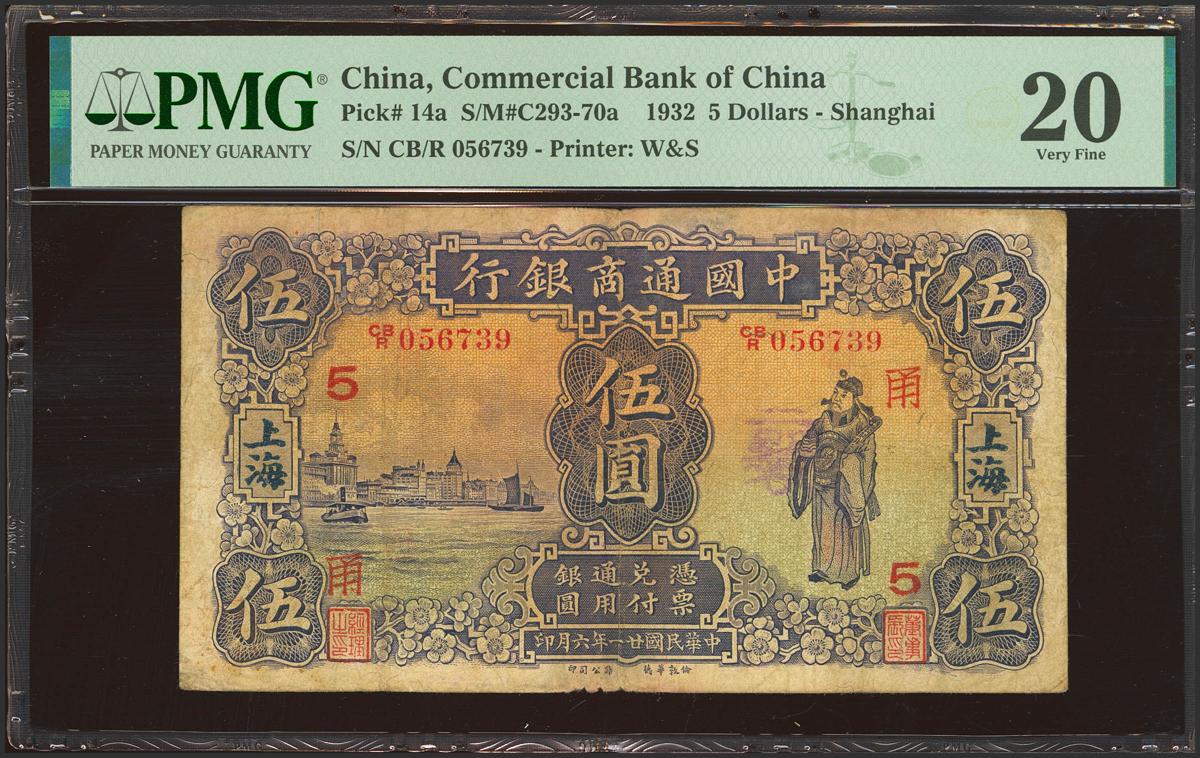 PMG®
PAPER MONEY GUARANTY
China, Commercial Bank of China
Pick# 14a S/M#C293-70a 1932 5 Dollars - Shanghai
S/N CB/R 056739 - Printer: W&S
20
Very Fine
中國通商銀行
伍
伍
CB/R 056739
CB/R 056739
5
甬
伍圓
上海
上海
甬
5
憑票兌付通用銀圓
伍
伍
中華民國廿一年六月印